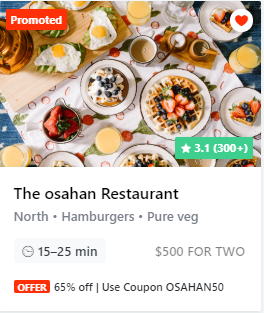 Promoted
★ 3.1 (300+)
The osahan Restaurant
North • Hamburgers • Pure veg
15–25 min
$500 FOR TWO
OFFER 65% off | Use Coupon OSAHAN50